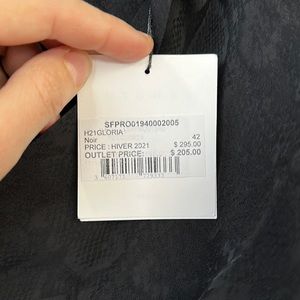 SFPRO01940002005
H21GLORIA
Noir 42
PRICE : HIVER 2021 $ 295.00
OUTLET PRICE: $ 205.00